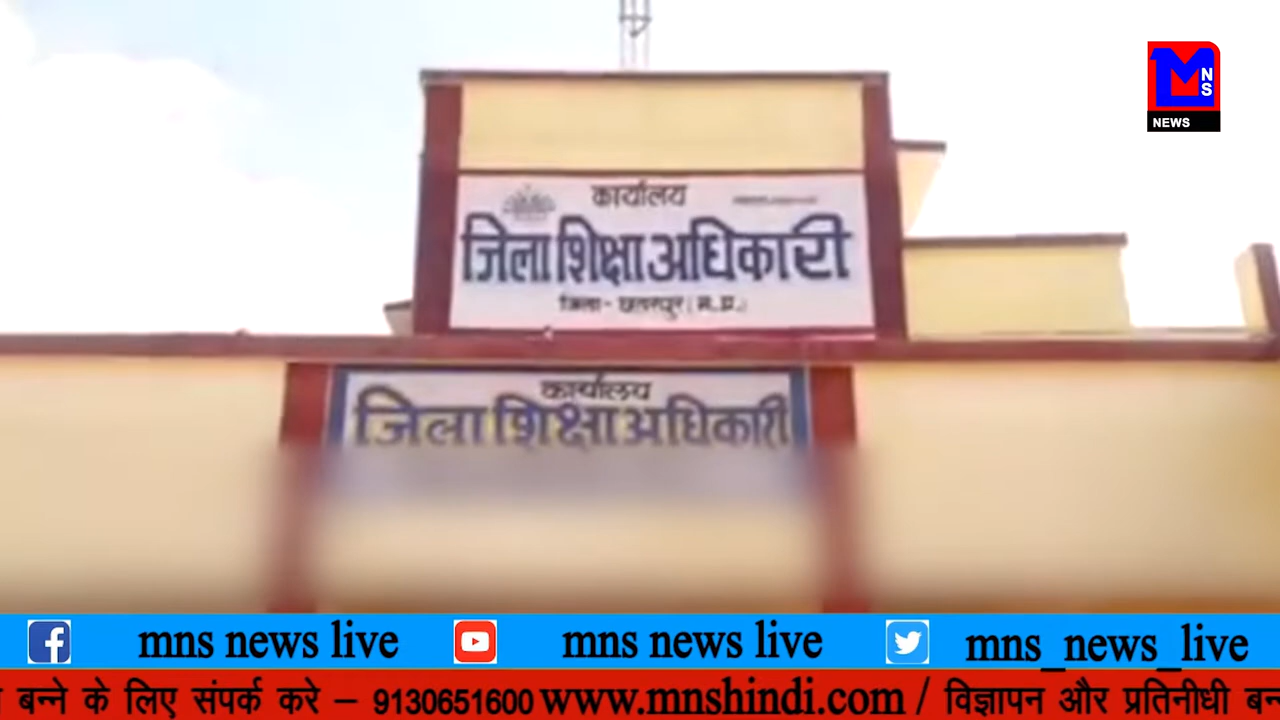 MNS
NEWS
कार्यालय
जिला शिक्षा अधिकारी
जिला - छतरपुर (म.प्र.)
कार्यालय
जिला शिक्षा अधिकारी
mns news live
mns news live
mns_news_live
बन्ने के लिए संपर्क करे – 9130651600 www.mnshindi.com / विज्ञापन और प्रतिनीधी बन